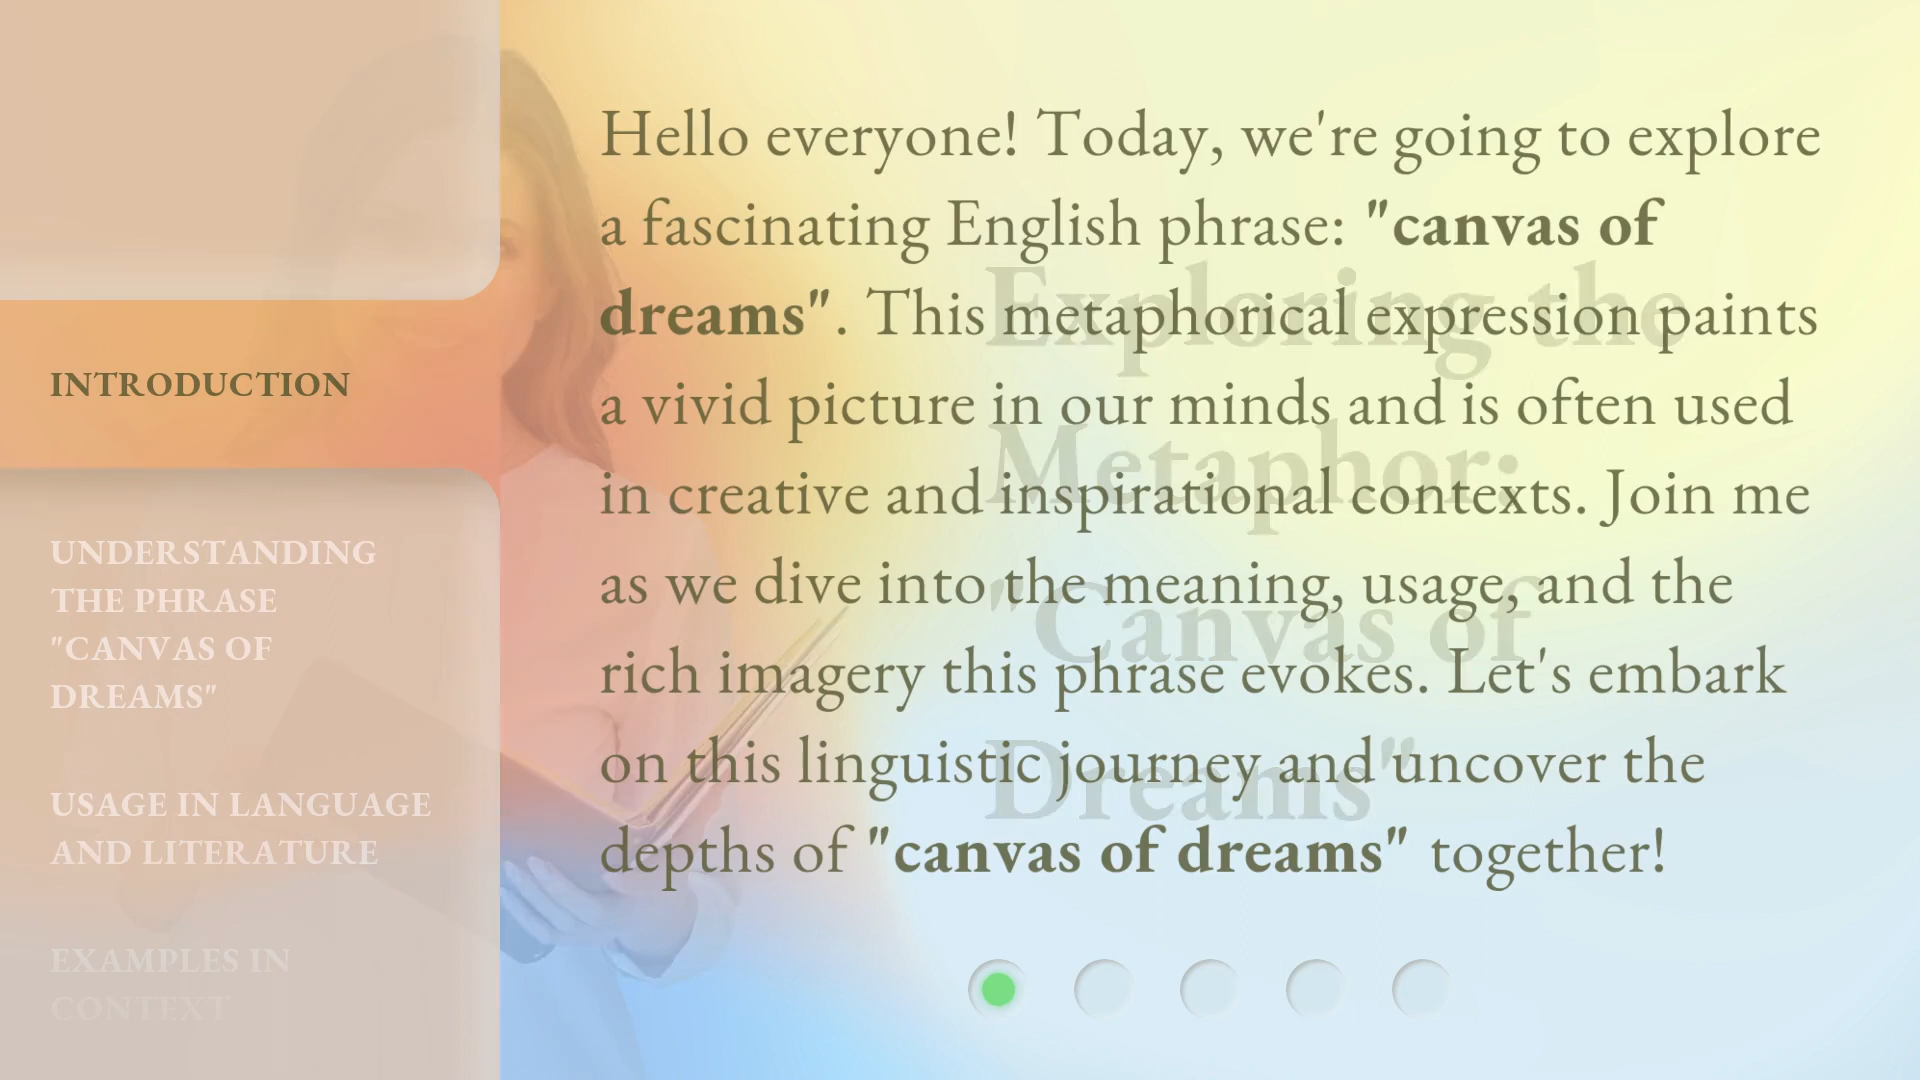 INTRODUCTION
UNDERSTANDING
THE PHRASE
"CANVAS OF
DREAMS"
USAGE IN LANGUAGE
AND LITERATURE
EXAMPLES IN
CONTEXT
Hello everyone! Today, we're going to explore
a fascinating English phrase: "canvas of
dreams". This metaphorical expression paints
a vivid picture in our minds and is often used
in creative and inspirational contexts. Join me
as we dive into the meaning, usage, and the
rich imagery this phrase evokes. Let's embark
on this linguistic journey and uncover the
depths of "canvas of dreams" together!
Exploring the
Metaphor:
"Canvas of
Dreams"